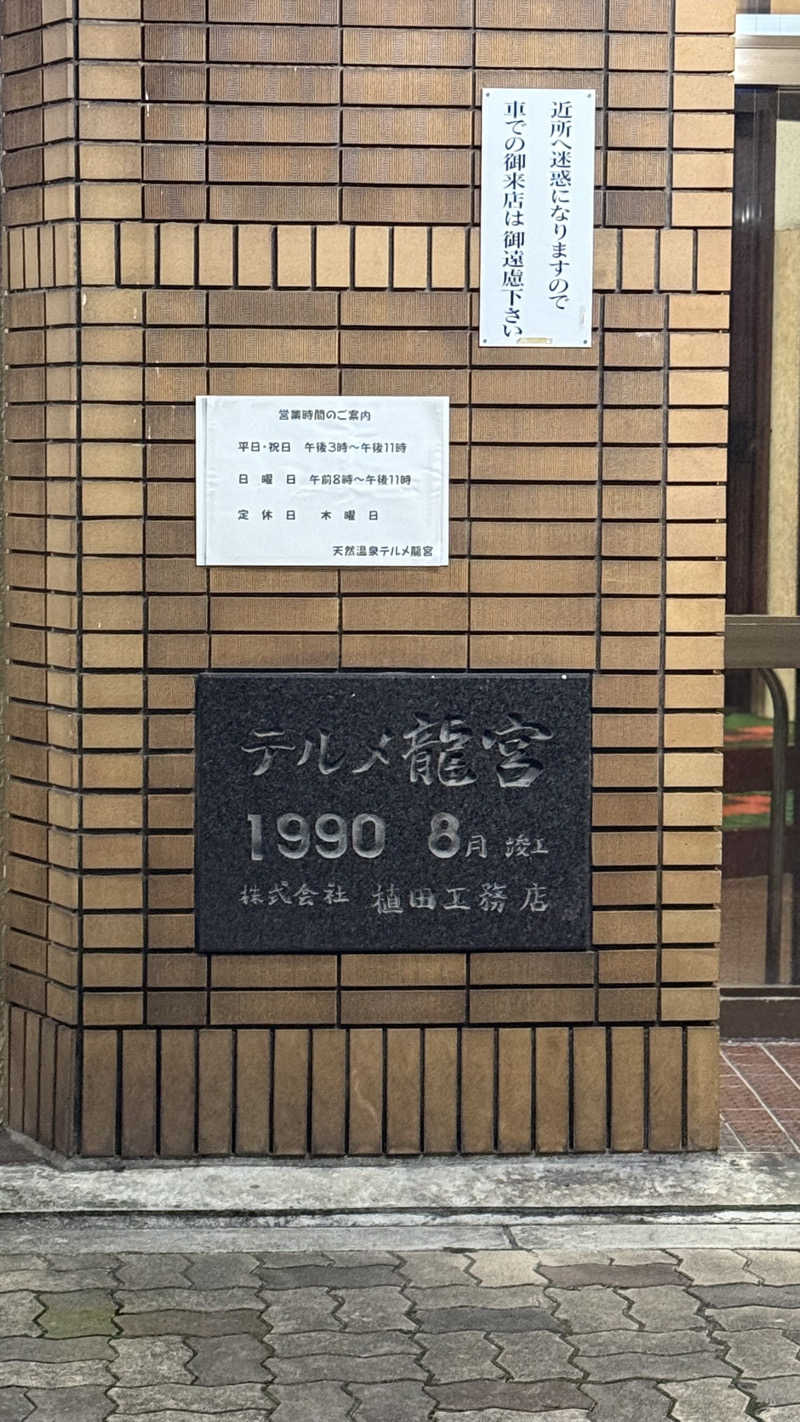 近所へ迷惑になりますので
車での御来店は御遠慮下さい
営業時間のご案内
平日・祝日 午後3時～午後11時
日 曜 日 午前8時～午後11時
定 休 日 木 曜 日
天然温泉テルメ龍宮
テルメ龍宮
1990 8月 竣工
株式会社 植田工務店